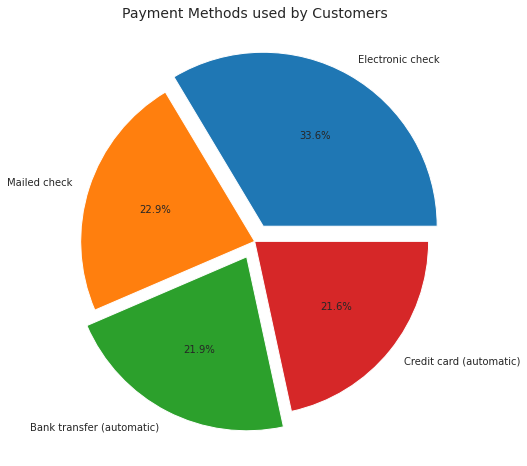 Payment Methods used by Customers
Electronic check
33.6%
Mailed check
22.9%
21.9%
Bank transfer (automatic)
21.6%
Credit card (automatic)